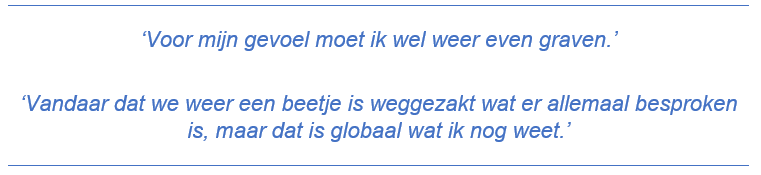 ‘Voor mijn gevoel moet ik wel weer even graven.’
‘Vandaar dat we weer een beetje is weggezakt wat er allemaal besproken
is, maar dat is globaal wat ik nog weet.’